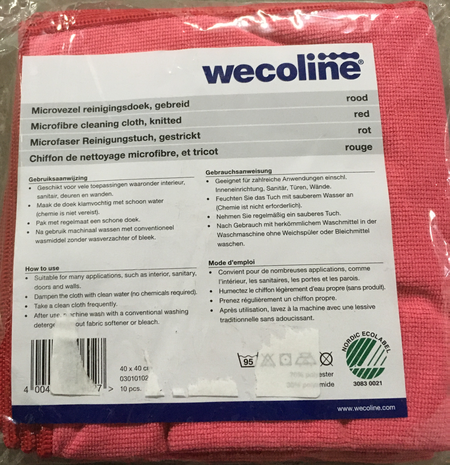 wecoline®
Microvezel reinigingsdoek, gebreid rood
Microfibre cleaning cloth, knitted red
Microfaser Reinigungstuch, gestrickt rot
Chiffon de nettoyage microfibre, et tricot rouge
Gebruiksaanwijzing
• Geschikt voor vele toepassingen waaronder interieur,
sanitair, deuren en wanden.
• Maak de doek klamvochtig met schoon water
(chemie is niet vereist).
• Pak met regelmaat een schone doek.
• Na gebruik machinaal wassen met conventioneel
wasmiddel zonder wasverzachter of bleek.
Gebrauchsanweisung
• Geeignet für zahlreiche Anwendungen einschl.
Inneneinrichtung, Sanitär, Türen, Wände.
• Feuchten Sie das Tuch mit sauberem Wasser an
(Chemie ist nicht erforderlich).
• Nehmen Sie regelmäßig ein sauberes Tuch.
• Nach Gebrauch mit herkömmlichem Waschmittel in der
Waschmaschine ohne Weichspüler oder Bleichmittel
waschen.
How to use
• Suitable for many applications, such as interior, sanitary,
doors and walls.
• Dampen the cloth with clean water (no chemicals required).
• Take a clean cloth frequently.
• After use, machine wash with a conventional washing
detergent without fabric softener or bleach.
Mode d'emploi
• Convient pour de nombreuses applications, comme
l'intérieur, les sanitaires, les portes et les parois.
• Humectez le chiffon légèrement d'eau propre (sans produit).
• Prenez régulièrement un chiffon propre.
• Après utilisation, lavez à la machine avec une lessive
traditionnelle sans adoucissant.
40 x 40 cm
03010102
10 pcs.
4 004 7 >
95
NORDIC ECOLABEL
3083 0021
www.wecoline.com